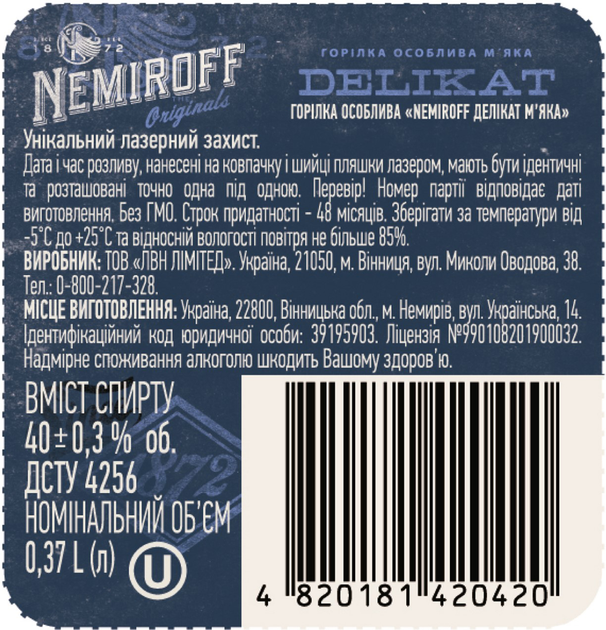 18 72
NEMIROFF
THE Originals
ГОРІЛКА ОСОБЛИВА М'ЯКА
DELIKAT
ГОРІЛКА ОСОБЛИВА «NEMIROFF ДЕЛІКАТ М'ЯКА»
Унікальний лазерний захист.
Дата і час розливу, нанесені на ковпачку і шийці пляшки лазером, мають бути ідентичні
та розташовані точно одна під одною. Перевір! Номер партії відповідає даті
виготовлення. Без ГМО. Строк придатності - 48 місяців. Зберігати за температури від
-5°С до +25°С та відносній вологості повітря не більше 85%.
ВИРОБНИК: ТОВ «ЛВН ЛІМІТЕД». Україна, 21050, м. Вінниця, вул. Миколи Оводова, 38.
Тел.: 0-800-217-328.
МІСЦЕ ВИГОТОВЛЕННЯ: Україна, 22800, Вінницька обл., м. Немирів, вул. Українська, 14.
Ідентифікаційний код юридичної особи: 39195903. Ліцензія №990108201900032.
Надмірне споживання алкоголю шкодить Вашому здоров'ю.
ВМІСТ СПИРТУ
40±0,3 % об.
ДСТУ 4256
1872
НОМІНАЛЬНИЙ ОБ'ЄМ
0,37 L (л)
U
4 820181 420420